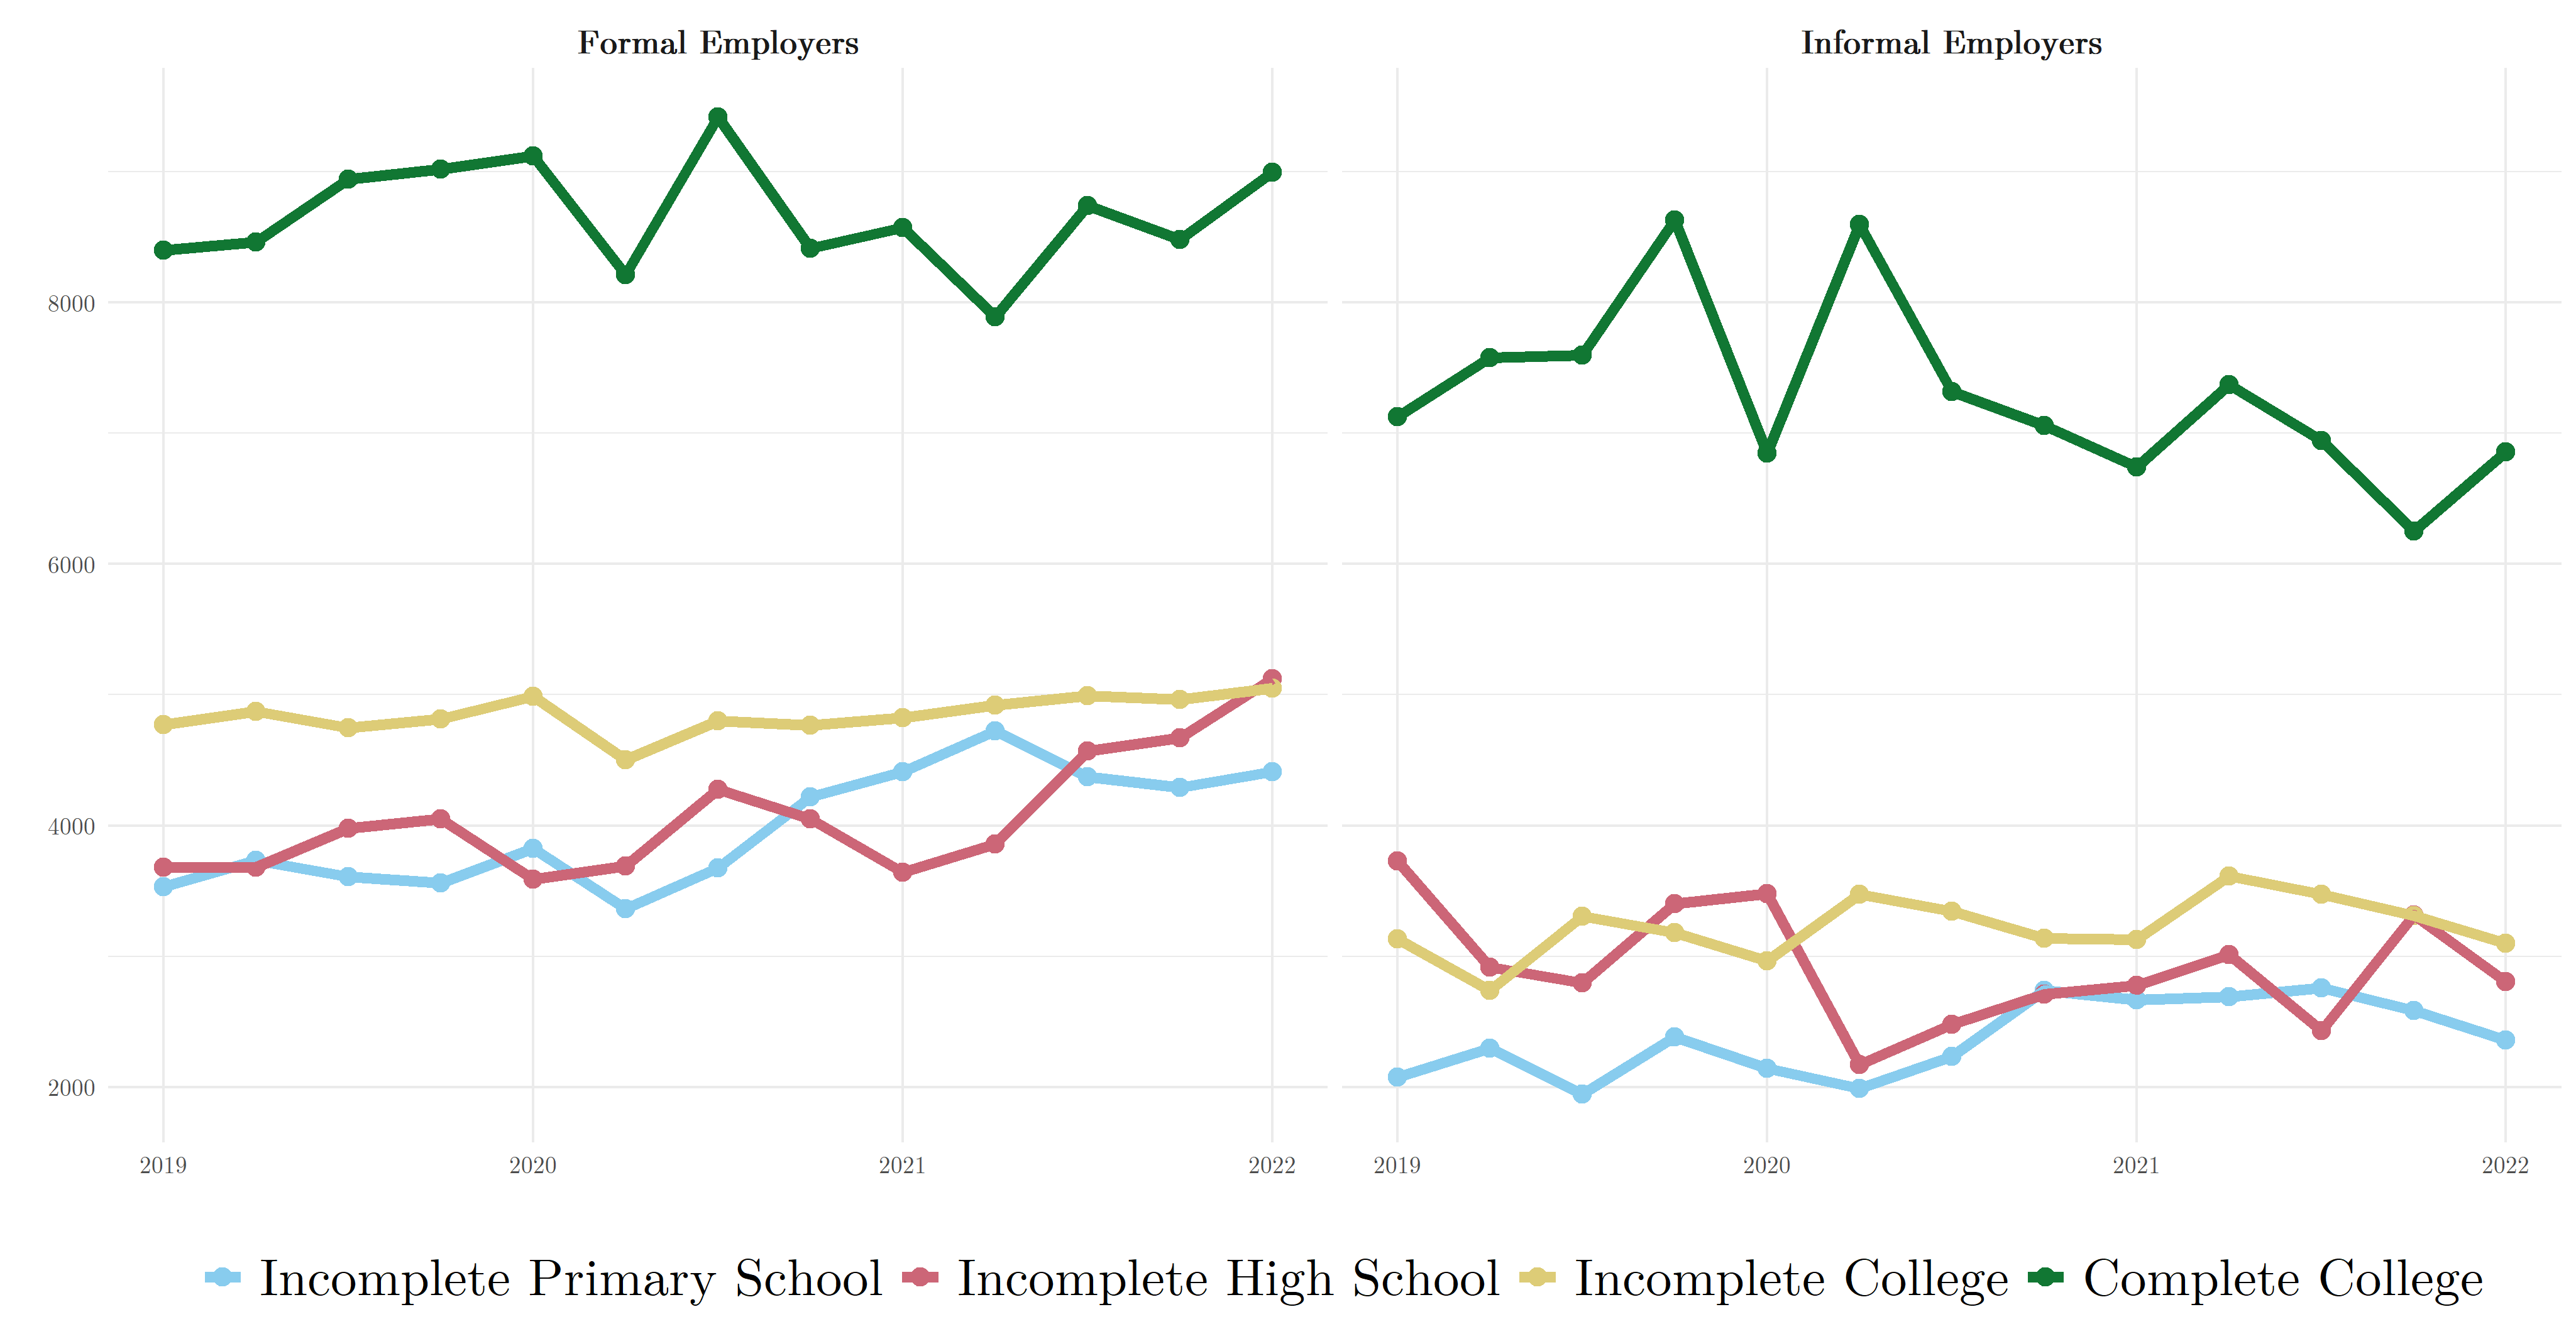 Formal Employers
Informal Employers
8000
6000
4000
2000
2019 2020 2021 2022 2019 2020 2021 2022
Incomplete Primary School Incomplete High School Incomplete College Complete College